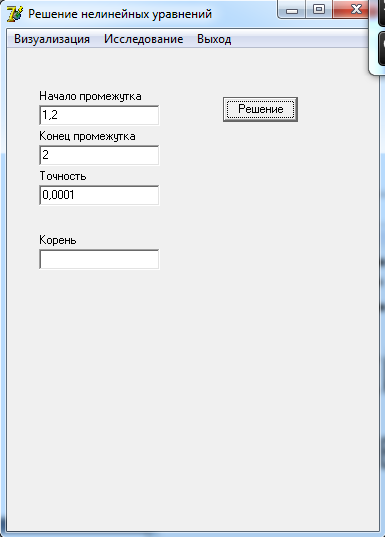 Решение нелинейных уравнений
Визуализация Исследование Выход
Начало промежутка
1,2
Решение
Конец промежутка
2
Точность
0,0001
Корень